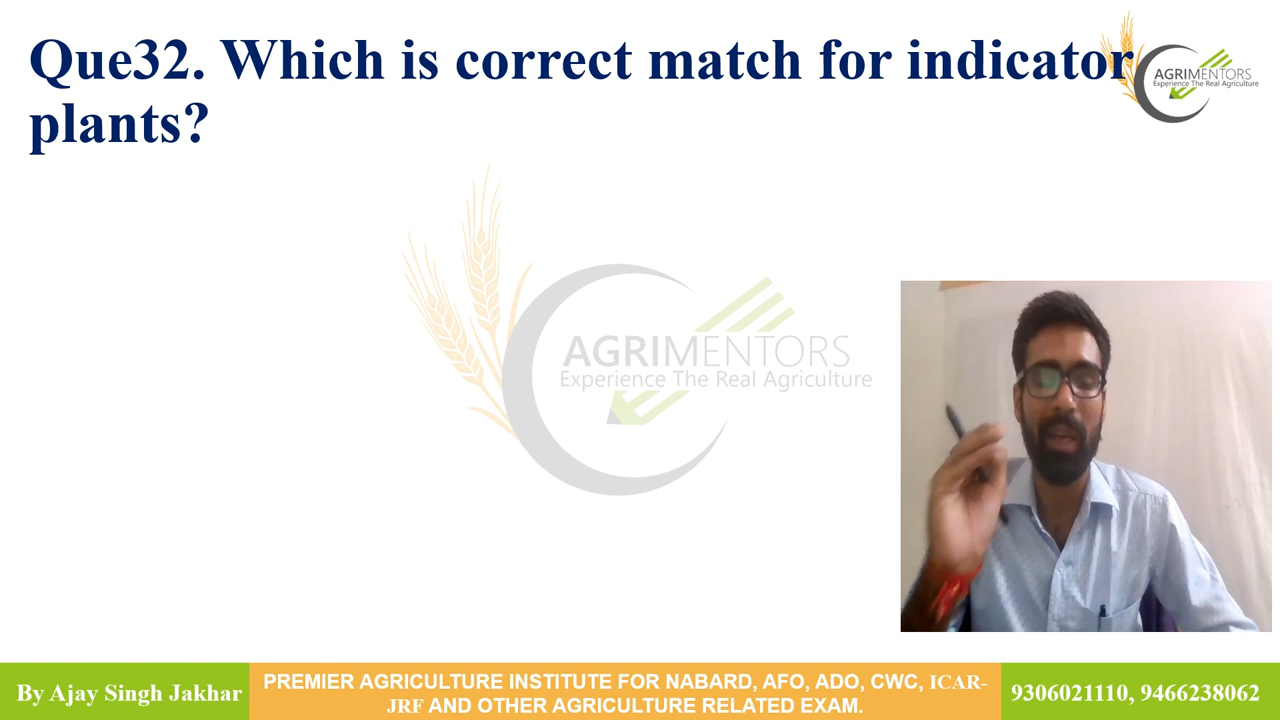 Que32. Which is correct match for indicator
plants?
AGRIMENTORS
Experience The Real Agriculture
AGRIMENTORS
Experience The Real Agriculture
By Ajay Singh Jakhar
PREMIER AGRICULTURE INSTITUTE FOR NABARD, AFO, ADO, CWC, ICAR-
JRF AND OTHER AGRICULTURE RELATED EXAM.
9306021110, 9466238062